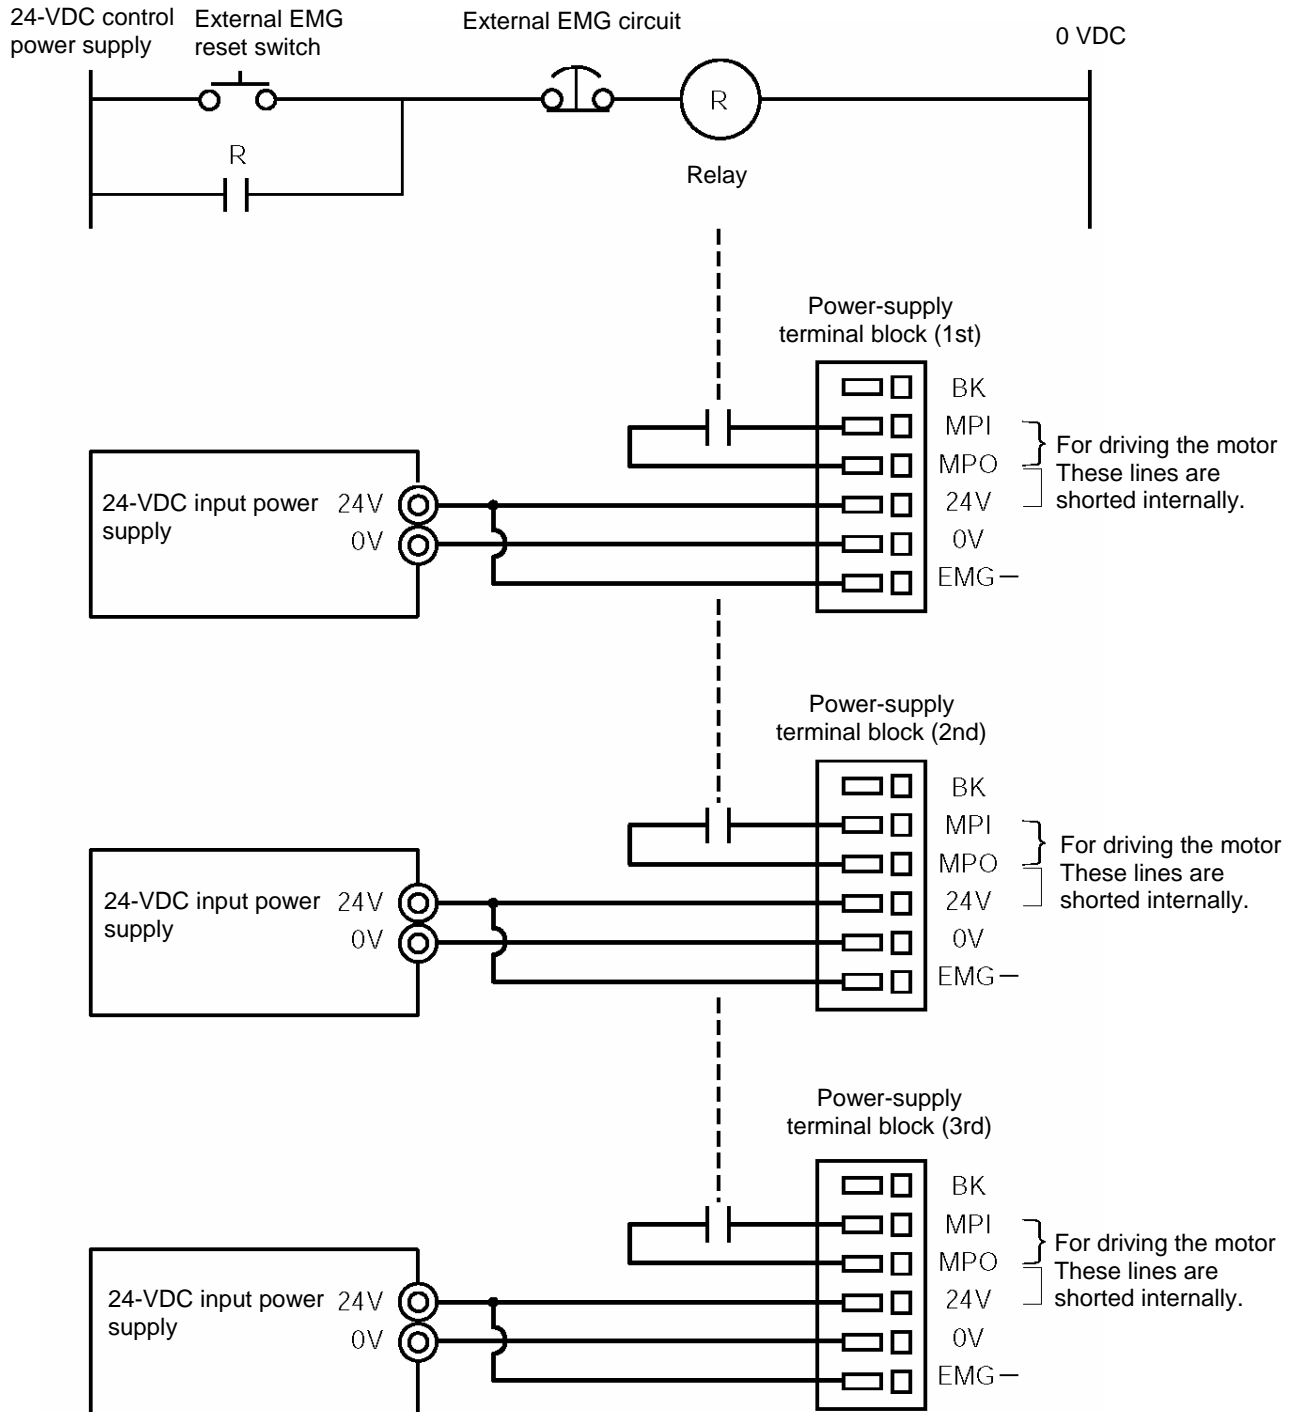 24-VDC control
power supply
External EMG
reset switch
External EMG circuit
0 VDC
R
R
Relay
Power-supply
terminal block (1st)
BK
MPI
MPO
24V
0V
EMG－
For driving the motor
These lines are
shorted internally.
24-VDC input power
supply
24V
0V
Power-supply
terminal block (2nd)
BK
MPI
MPO
24V
0V
EMG－
For driving the motor
These lines are
shorted internally.
24-VDC input power
supply
24V
0V
Power-supply
terminal block (3rd)
BK
MPI
MPO
24V
0V
EMG－
For driving the motor
These lines are
shorted internally.
24-VDC input power
supply
24V
0V